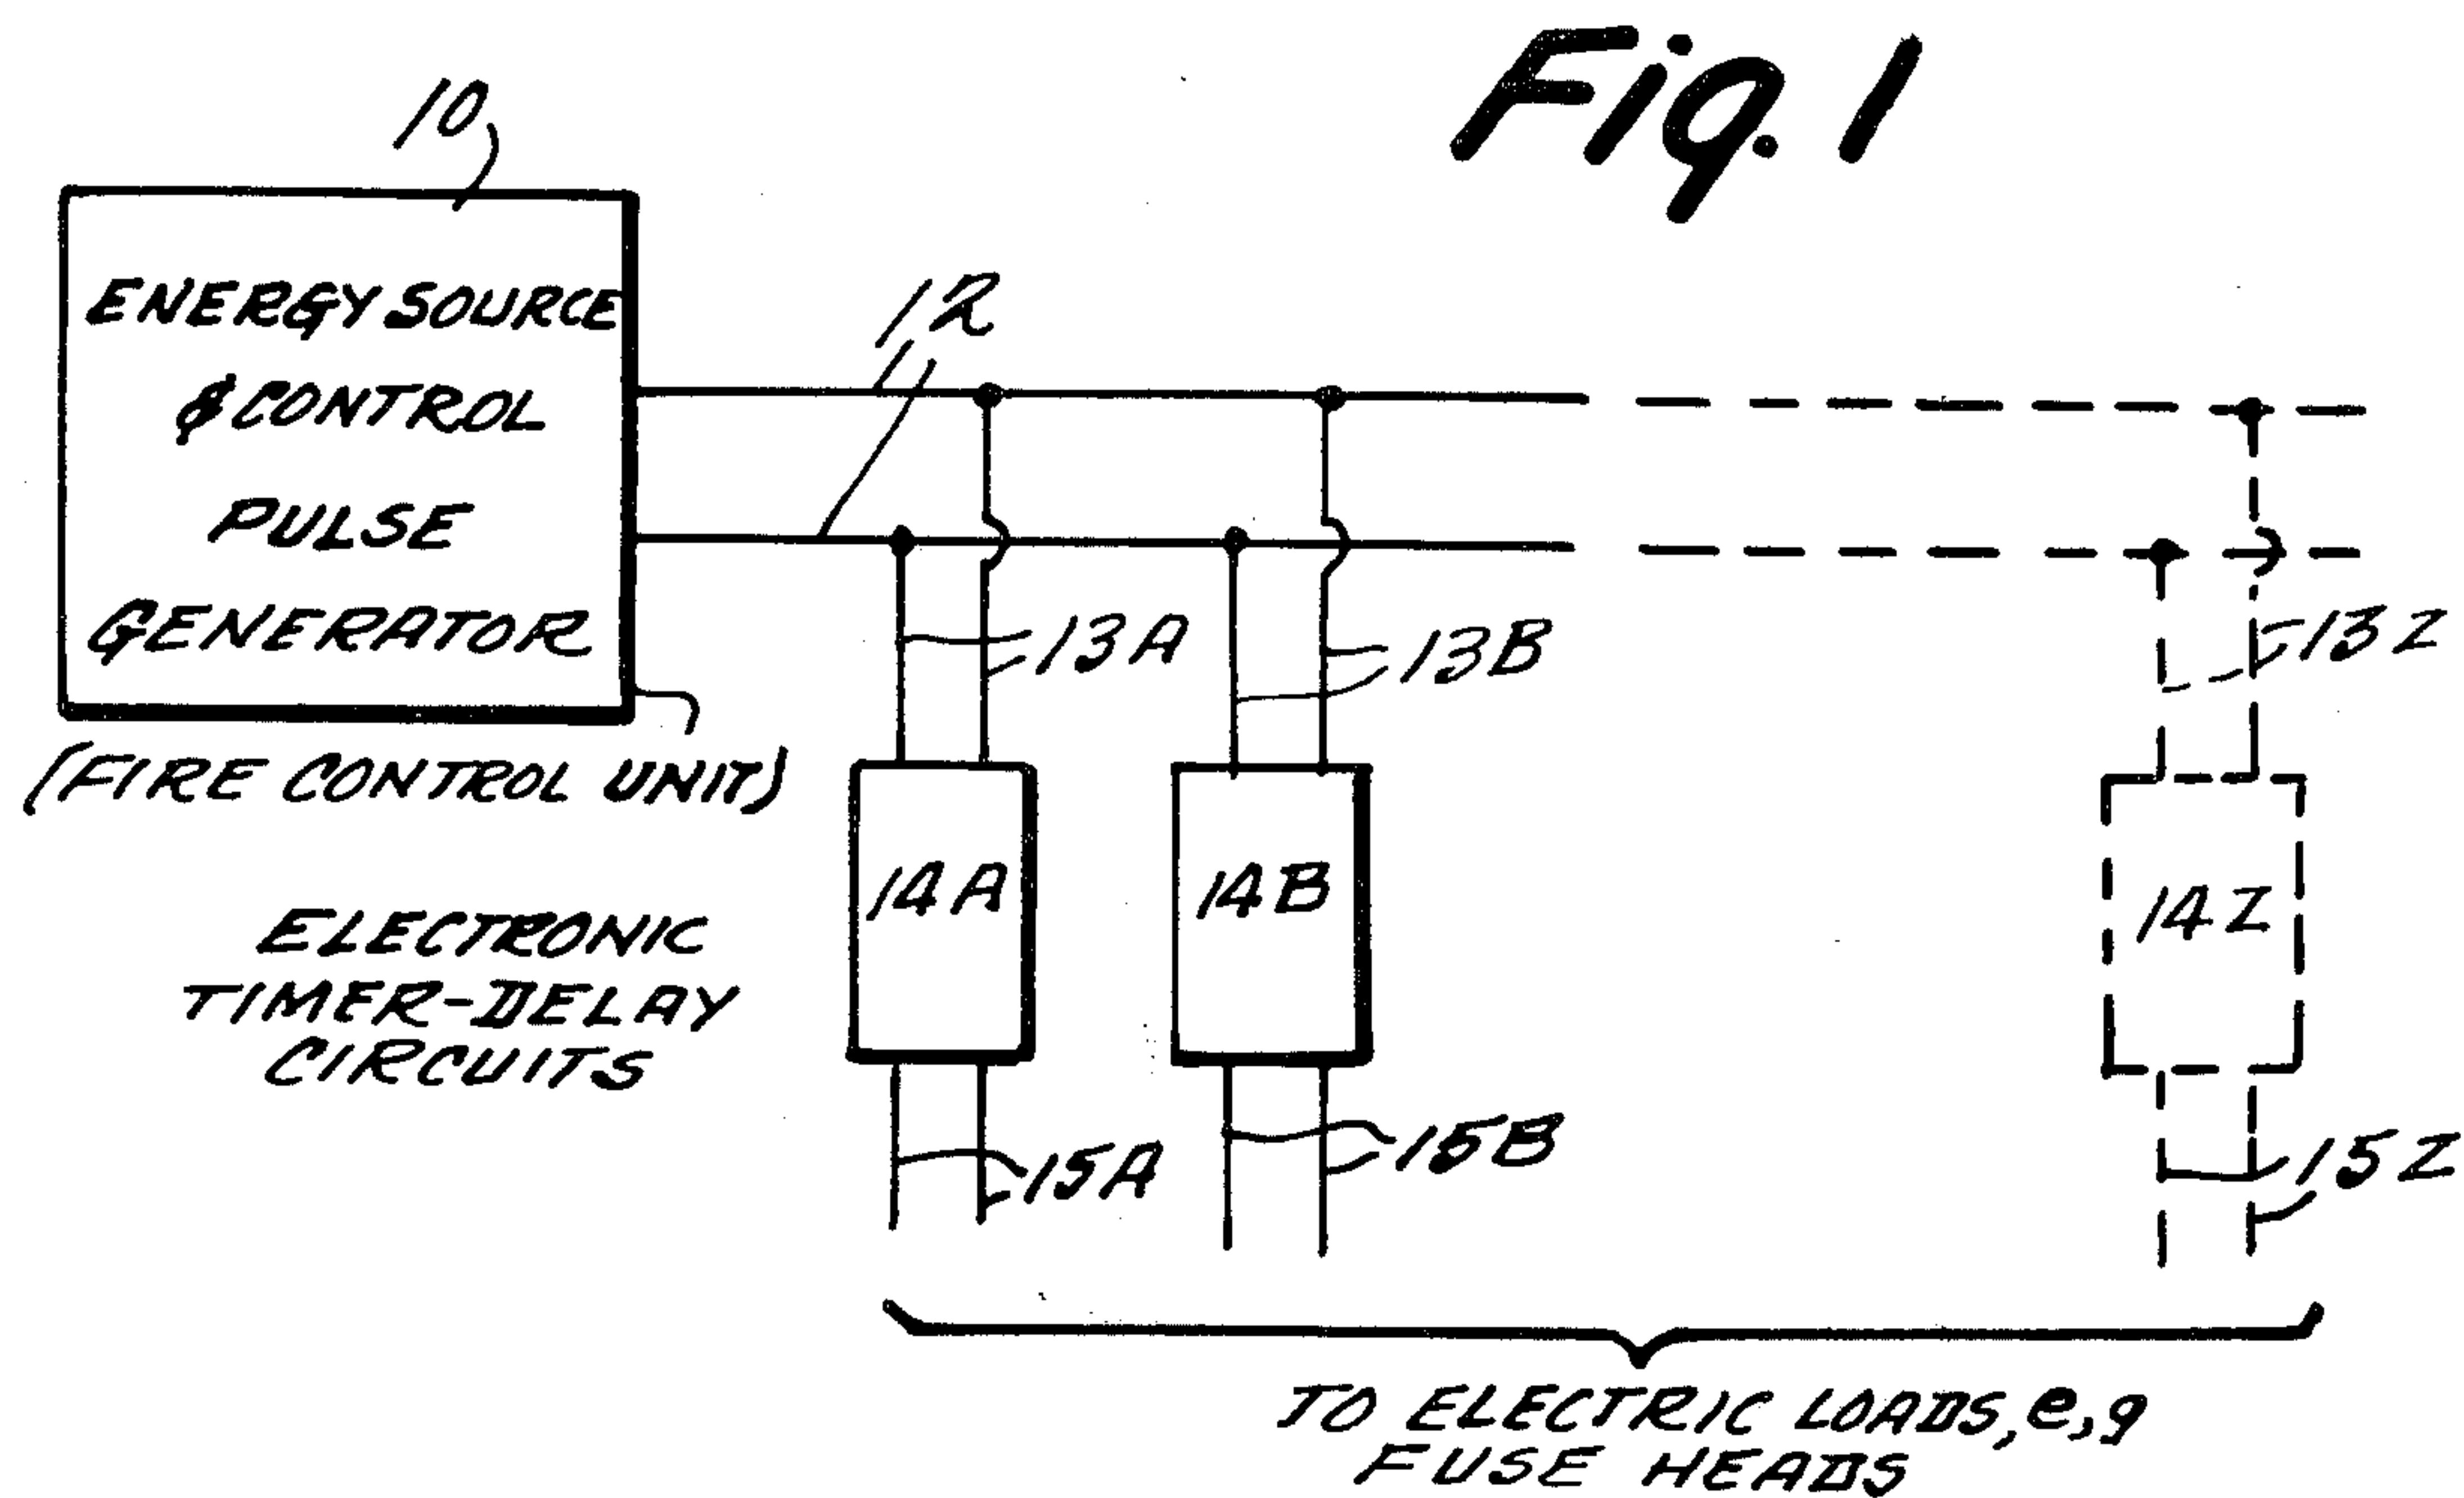 Fig. 1
10
ENERGY SOURCE
& CONTROL
PULSE
GENERATOR
(FIRE CONTROL UNIT)
12
13A
13B
13Z
14A
14B
14Z
ELECTRONIC
TIMER-DELAY
CIRCUITS
15A
15B
15Z
TO ELECTRIC LOADS, e,g
FUSE HEADS